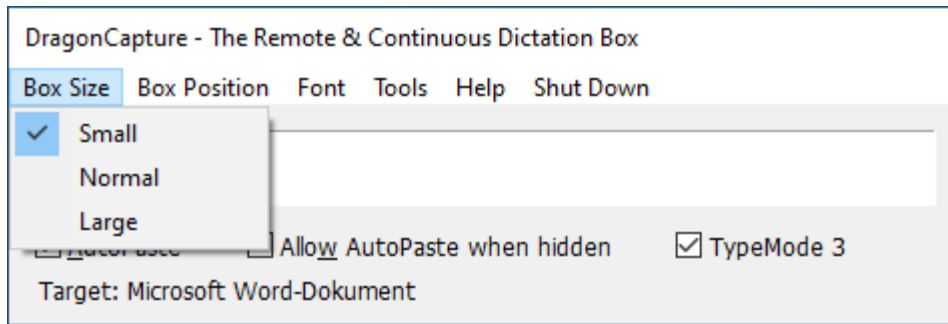 DragonCapture - The Remote & Continuous Dictation Box
Box Size Box Position Font Tools Help Shut Down
Small
Normal
Large
AutoPaste Allow AutoPaste when hidden TypeMode 3
Target: Microsoft Word-Dokument